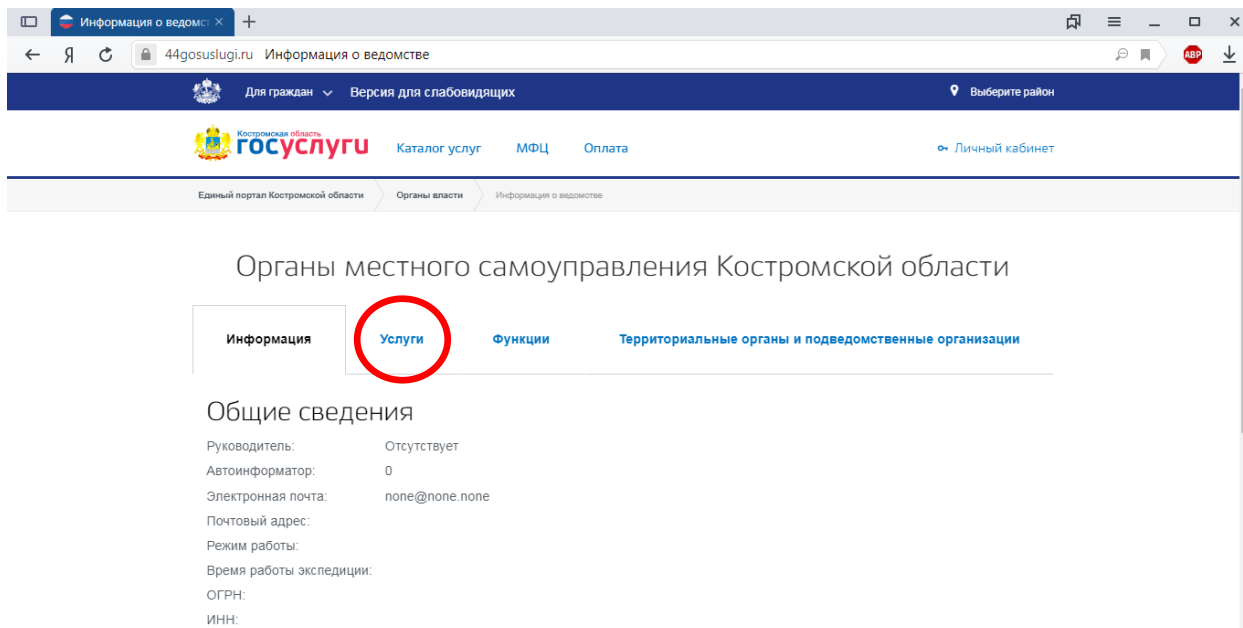 Информация о ведомст
Я 44gosuslugi.ru Информация о ведомстве ABP
Для граждан Версия для слабовидящих Выберите район
Костромская область
госуслуги Каталог услуг МФЦ Оплата Личный кабинет
Единый портал Костромской области Органы власти Информация о ведомстве
Органы местного самоуправления Костромской области
Информация Услуги Функции Территориальные органы и подведомственные организации
Общие сведения
Руководитель: Отсутствует
Автоинформатор: 0
Электронная почта: none@none.none
Почтовый адрес:
Режим работы:
Время работы экспедиции:
ОГРН:
ИНН: